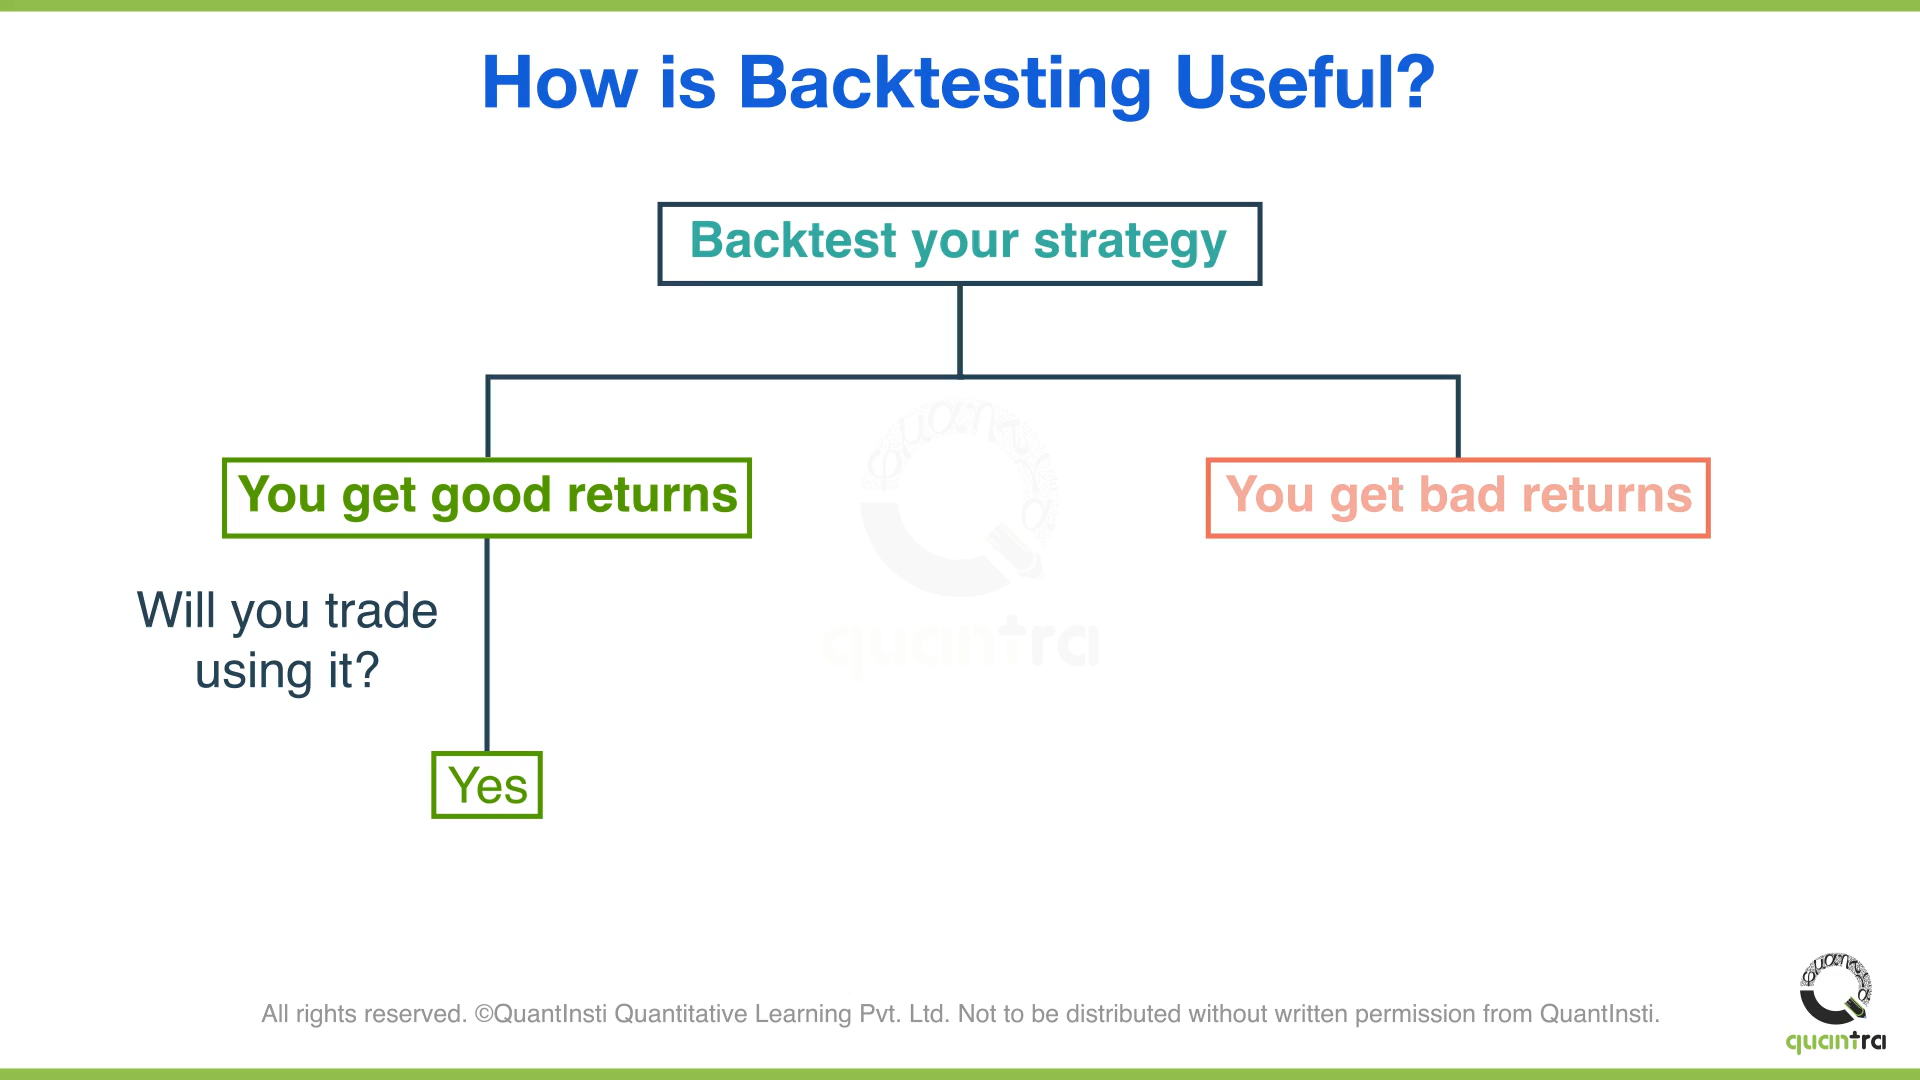 How is Backtesting Useful?
Backtest your strategy
You get good returns
You get bad returns
Will you trade
using it?
Yes
quantra
All rights reserved. ©QuantInsti Quantitative Learning Pvt. Ltd. Not to be distributed without written permission from QuantInsti.
quantra